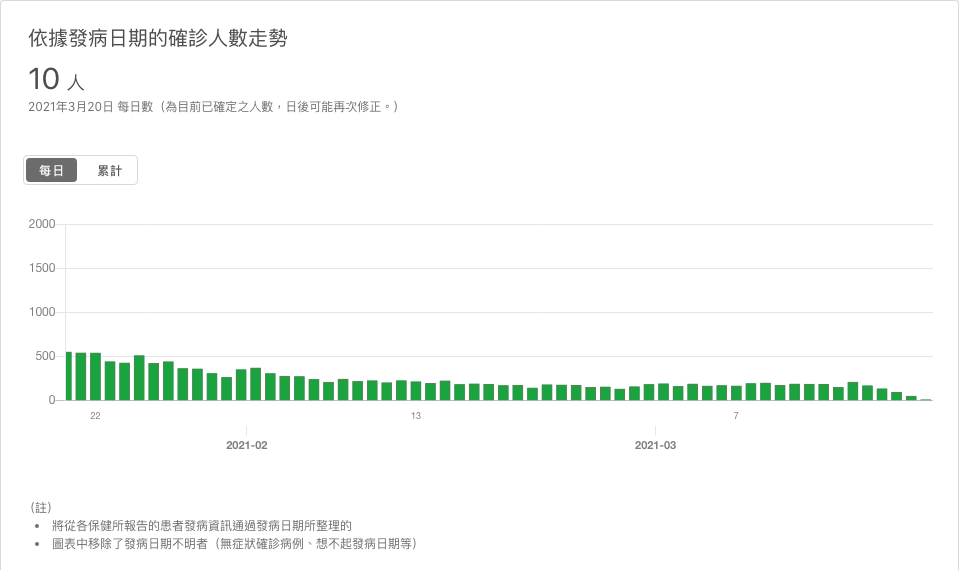 依據發病日期的確診人數走勢
10 人
2021年3月20日 每日數（為目前已確定之人數，日後可能再次修正。）
每日 累計
2000
1500
1000
500
0
22 13 7
2021-02 2021-03
（註）
• 將從各保健所報告的患者發病資訊通過發病日期所整理的
• 圖表中移除了發病日期不明者（無症狀確診病例、想不起發病日期等）